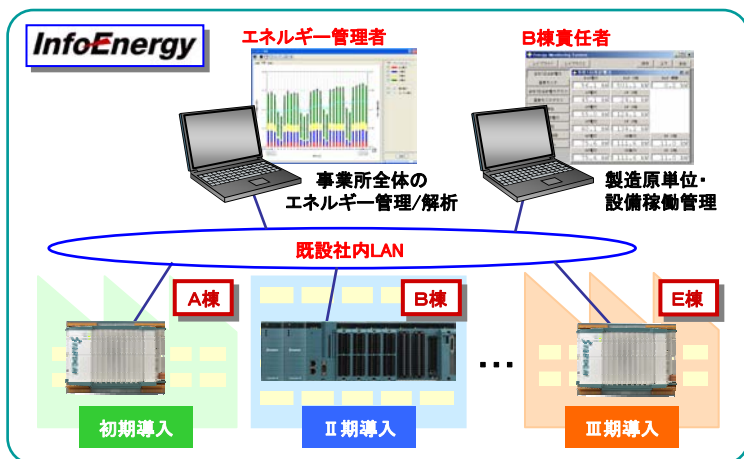 InfoEnergy
エネルギー管理者
B棟責任者
事業所全体の
エネルギー管理/解析
製造原単位・
設備稼働管理
既設社内LAN
A棟
B棟
E棟
STARDOM
・・・
初期導入
Ⅱ期導入
Ⅲ期導入